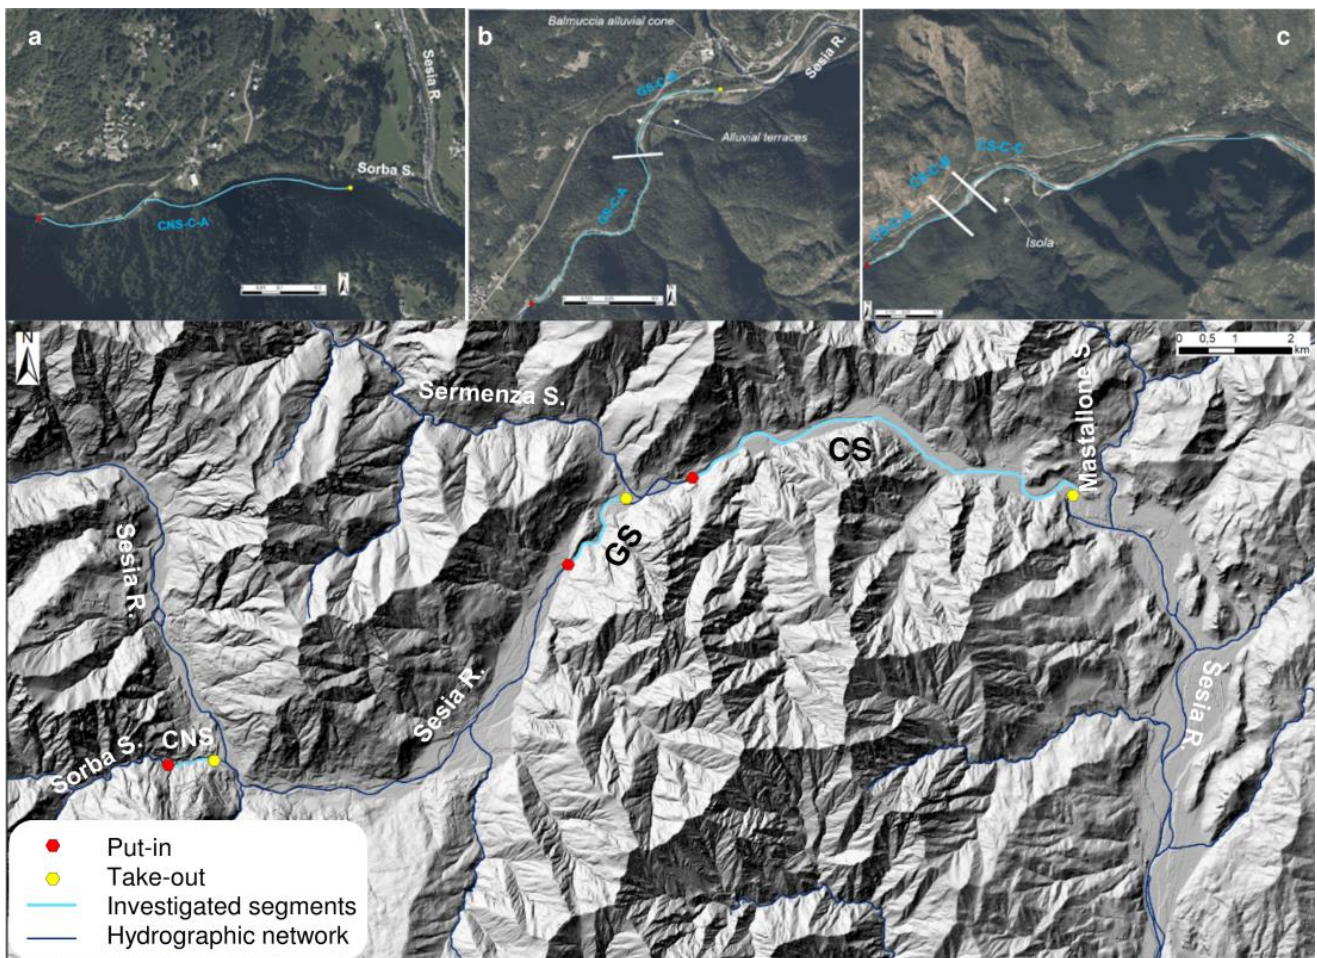 a
Sesia R.
Sorba S.
CNS-C-A
N
b
Balmuccia alluvial cone
Sesia R.
GS-C-B
Alluvial terraces
GS-C-A
N
c
CS-C-C
CS-C-B
CS-C-A
Isola
N
N
0 0,5 1 2
km
Sermenza S.
Mastallone S.
CS
GS
Sesia R.
Sesia R.
Sesia R.
Sorba S.
CNS
Put-in
Take-out
Investigated segments
Hydrographic network